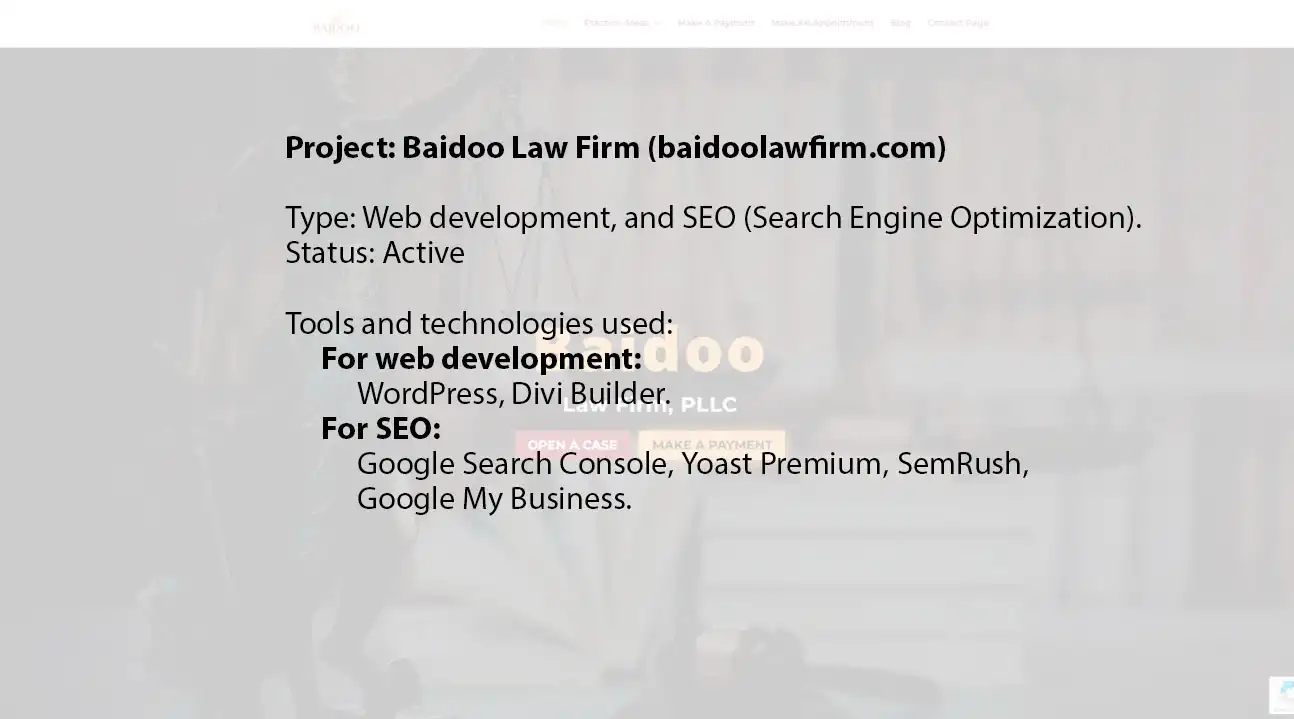 BAIDOO
Home Practice Areas Make A Payment Make An Appointment Blog Contact Page
Project: Baidoo Law Firm (baidoolawfirm.com)
Type: Web development, and SEO (Search Engine Optimization).
Status: Active
Tools and technologies used:
Baidoo
For web development:
WordPress, Divi Builder.
Law Firm, PLLC
For SEO:
OPEN A CASE MAKE A PAYMENT
Google Search Console, Yoast Premium, SemRush,
Google My Business.